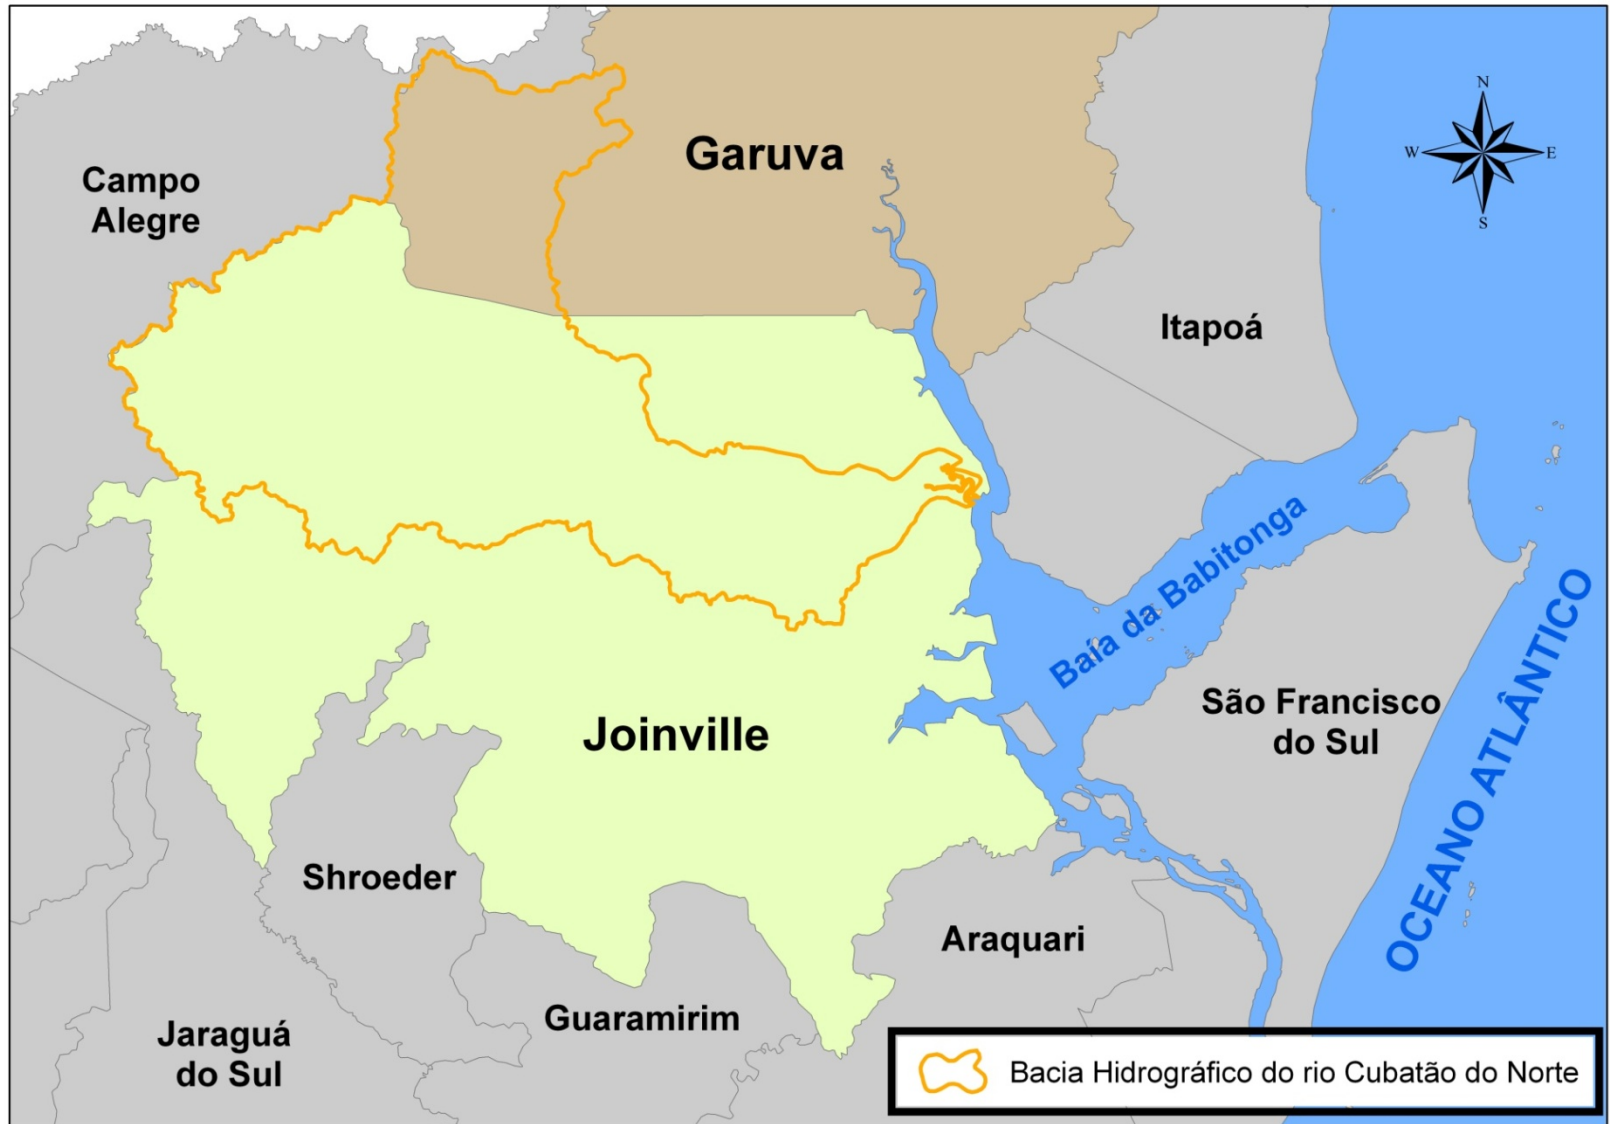 N
W
E
S
Garuva
Campo
Alegre
Itapoá
Baía da Babitonga
OCEANO ATLÂNTICO
São Francisco
do Sul
Joinville
Shroeder
Araquari
Guaramirim
Jaraguá
do Sul
Bacia Hidrográfico do rio Cubatão do Norte